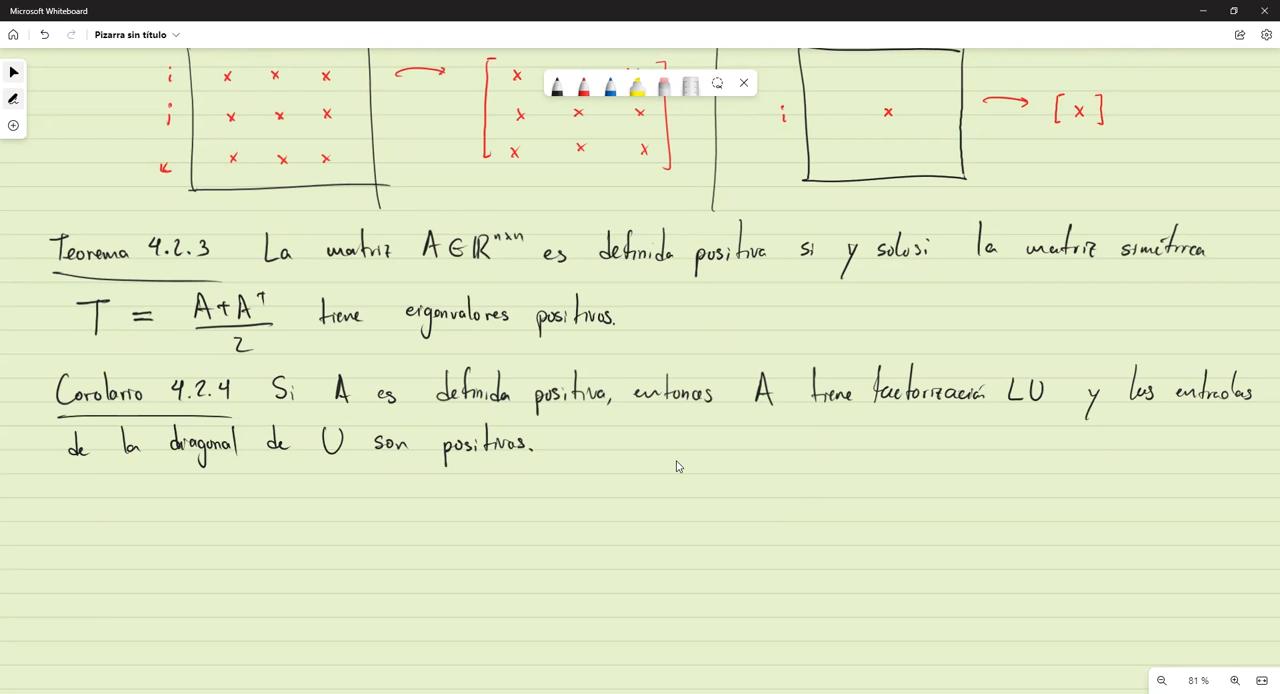 Microsoft Whiteboard
Pizarra sin título
i x x x x
j x x x x x x i x [x]
k x x x x x x
Teorema 4.2.3 La matriz A∈ℝⁿˣⁿ es definida positiva si y solo si la matriz simétrica
T = (A+Aᵀ)/2 tiene eigenvalores positivos.
Corolario 4.2.4 Si A es definida positiva, entonces A tiene factorización LU y las entradas
de la diagonal de U son positivas.
81 %